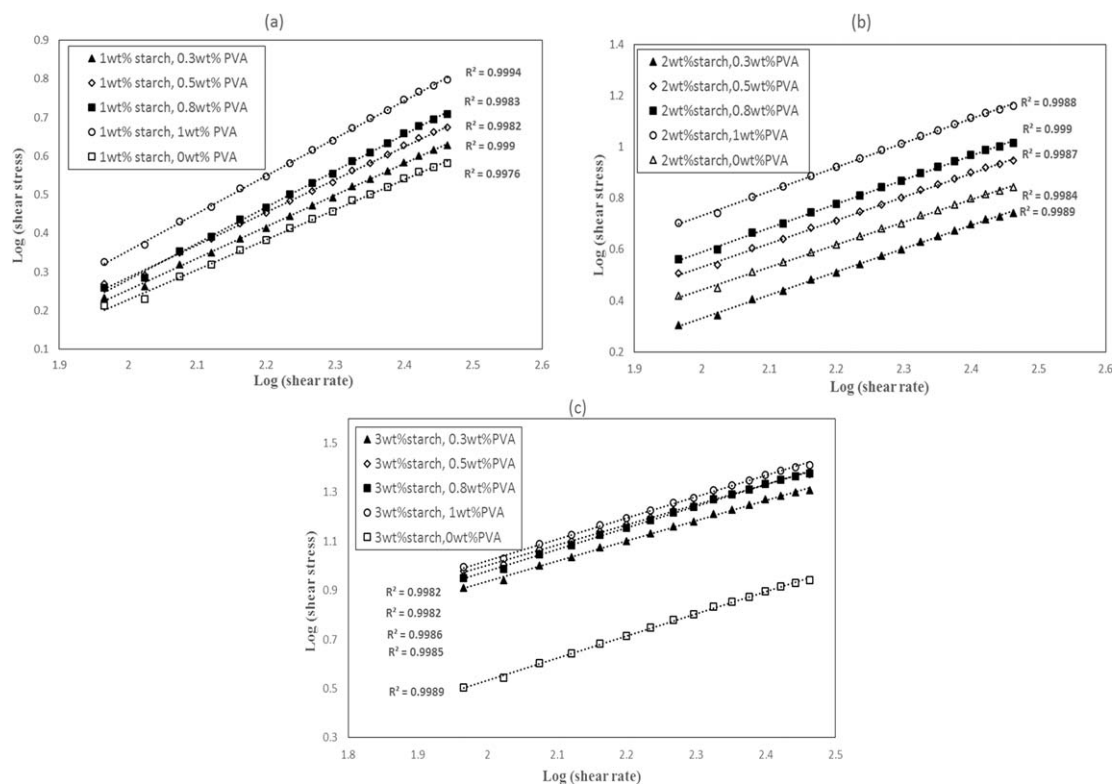 (a)
0.9
0.8
0.7
0.6
0.5
0.4
0.3
0.2
0.1
Log (shear stress)
1wt% starch, 0.3wt% PVA
1wt% starch, 0.5wt% PVA
1wt% starch, 0.8wt% PVA
1wt% starch, 1wt% PVA
1wt% starch, 0wt% PVA
R² = 0.9994
R² = 0.9983
R² = 0.9982
R² = 0.999
R² = 0.9976
1.9 2 2.1 2.2 2.3 2.4 2.5 2.6
Log (shear rate)
(b)
1.4
1.2
1
0.8
0.6
0.4
0.2
Log (shear stress)
2wt%starch,0.3wt%PVA
2wt%starch,0.5wt%PVA
2wt%starch,0.8wt%PVA
2wt%starch,1wt%PVA
2wt%starch,0wt%PVA
R² = 0.9988
R² = 0.999
R² = 0.9987
R² = 0.9984
R² = 0.9989
1.9 2 2.1 2.2 2.3 2.4 2.5 2.6
Log (shear rate)
(c)
1.5
1.3
1.1
0.9
0.7
0.5
0.3
Log (shear stress)
3wt%starch, 0.3wt%PVA
3wt%starch, 0.5wt%PVA
3wt%starch, 0.8wt%PVA
3wt%starch, 1wt%PVA
3wt%starch,0wt%PVA
R² = 0.9982
R² = 0.9982
R² = 0.9986
R² = 0.9985
R² = 0.9989
1.8 1.9 2 2.1 2.2 2.3 2.4 2.5
Log (shear rate)